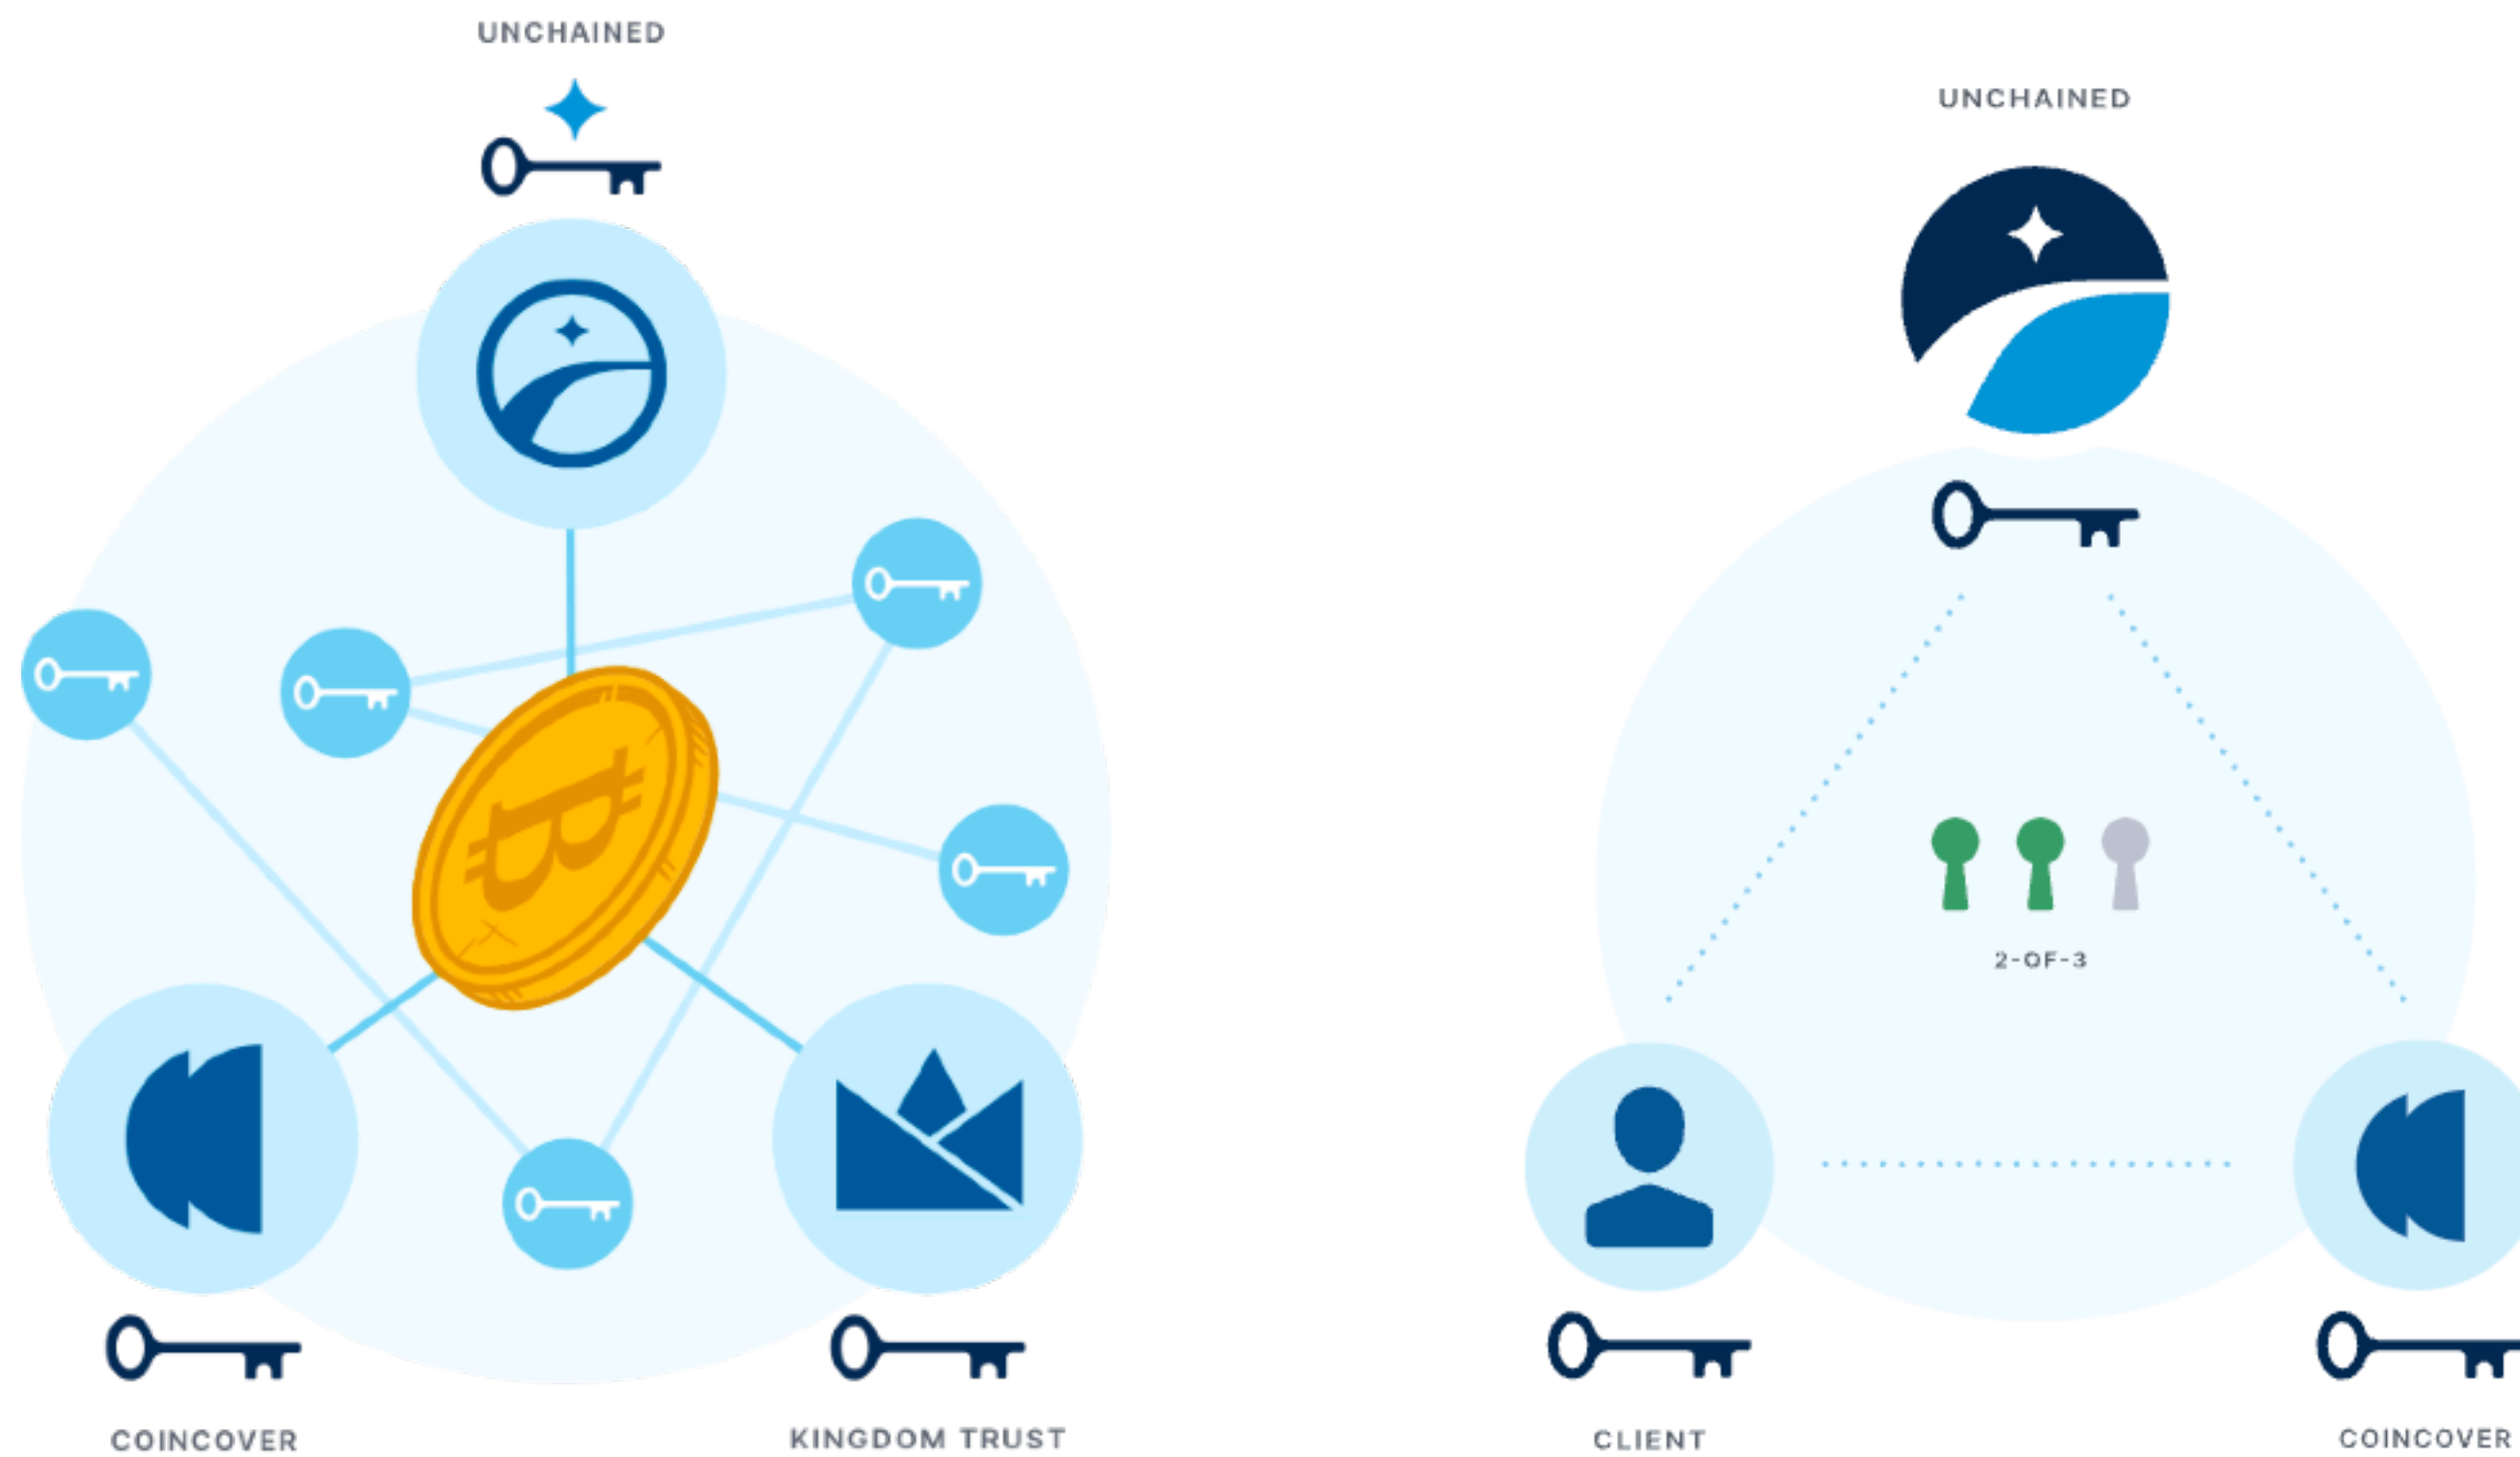 UNCHAINED
COINCOVER
KINGDOM TRUST
UNCHAINED
2-OF-3
CLIENT
COINCOVER